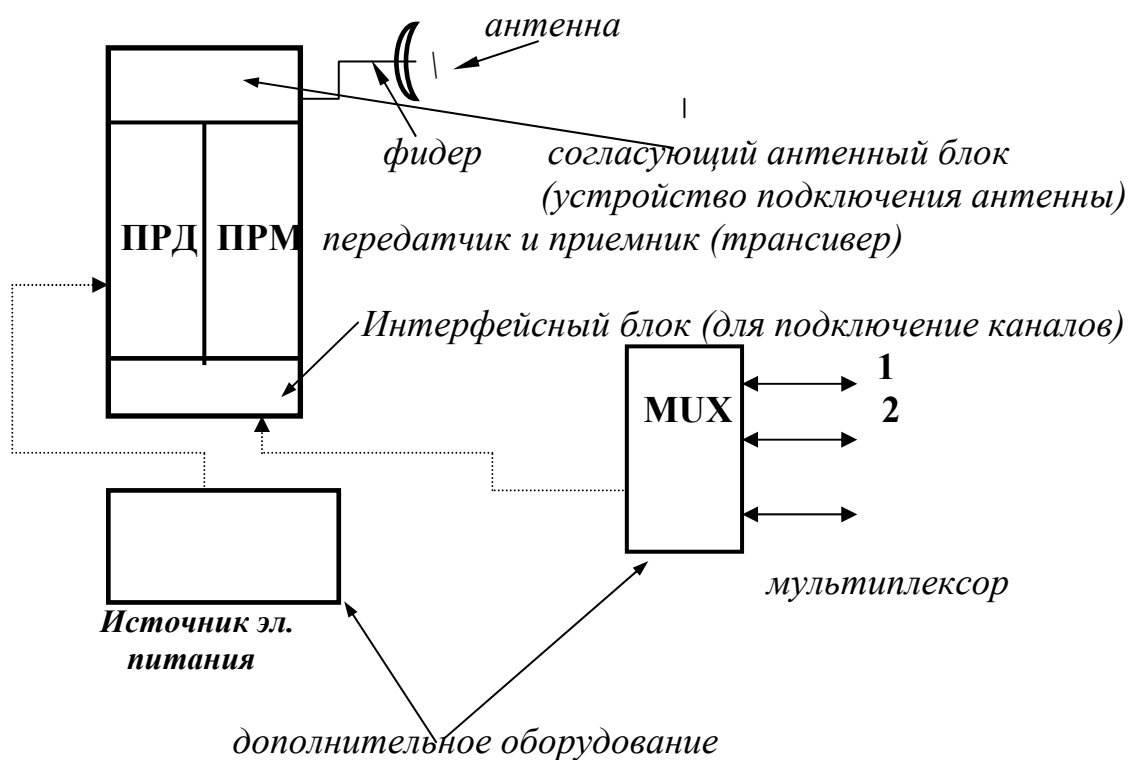 антенна
фидер
согласующий антенный блок
(устройство подключения антенны)
ПРД
ПРМ
передатчик и приемник (трансивер)
Интерфейсный блок (для подключение каналов)
MUX
1
2
мультиплексор
Источник эл.
питания
дополнительное оборудование